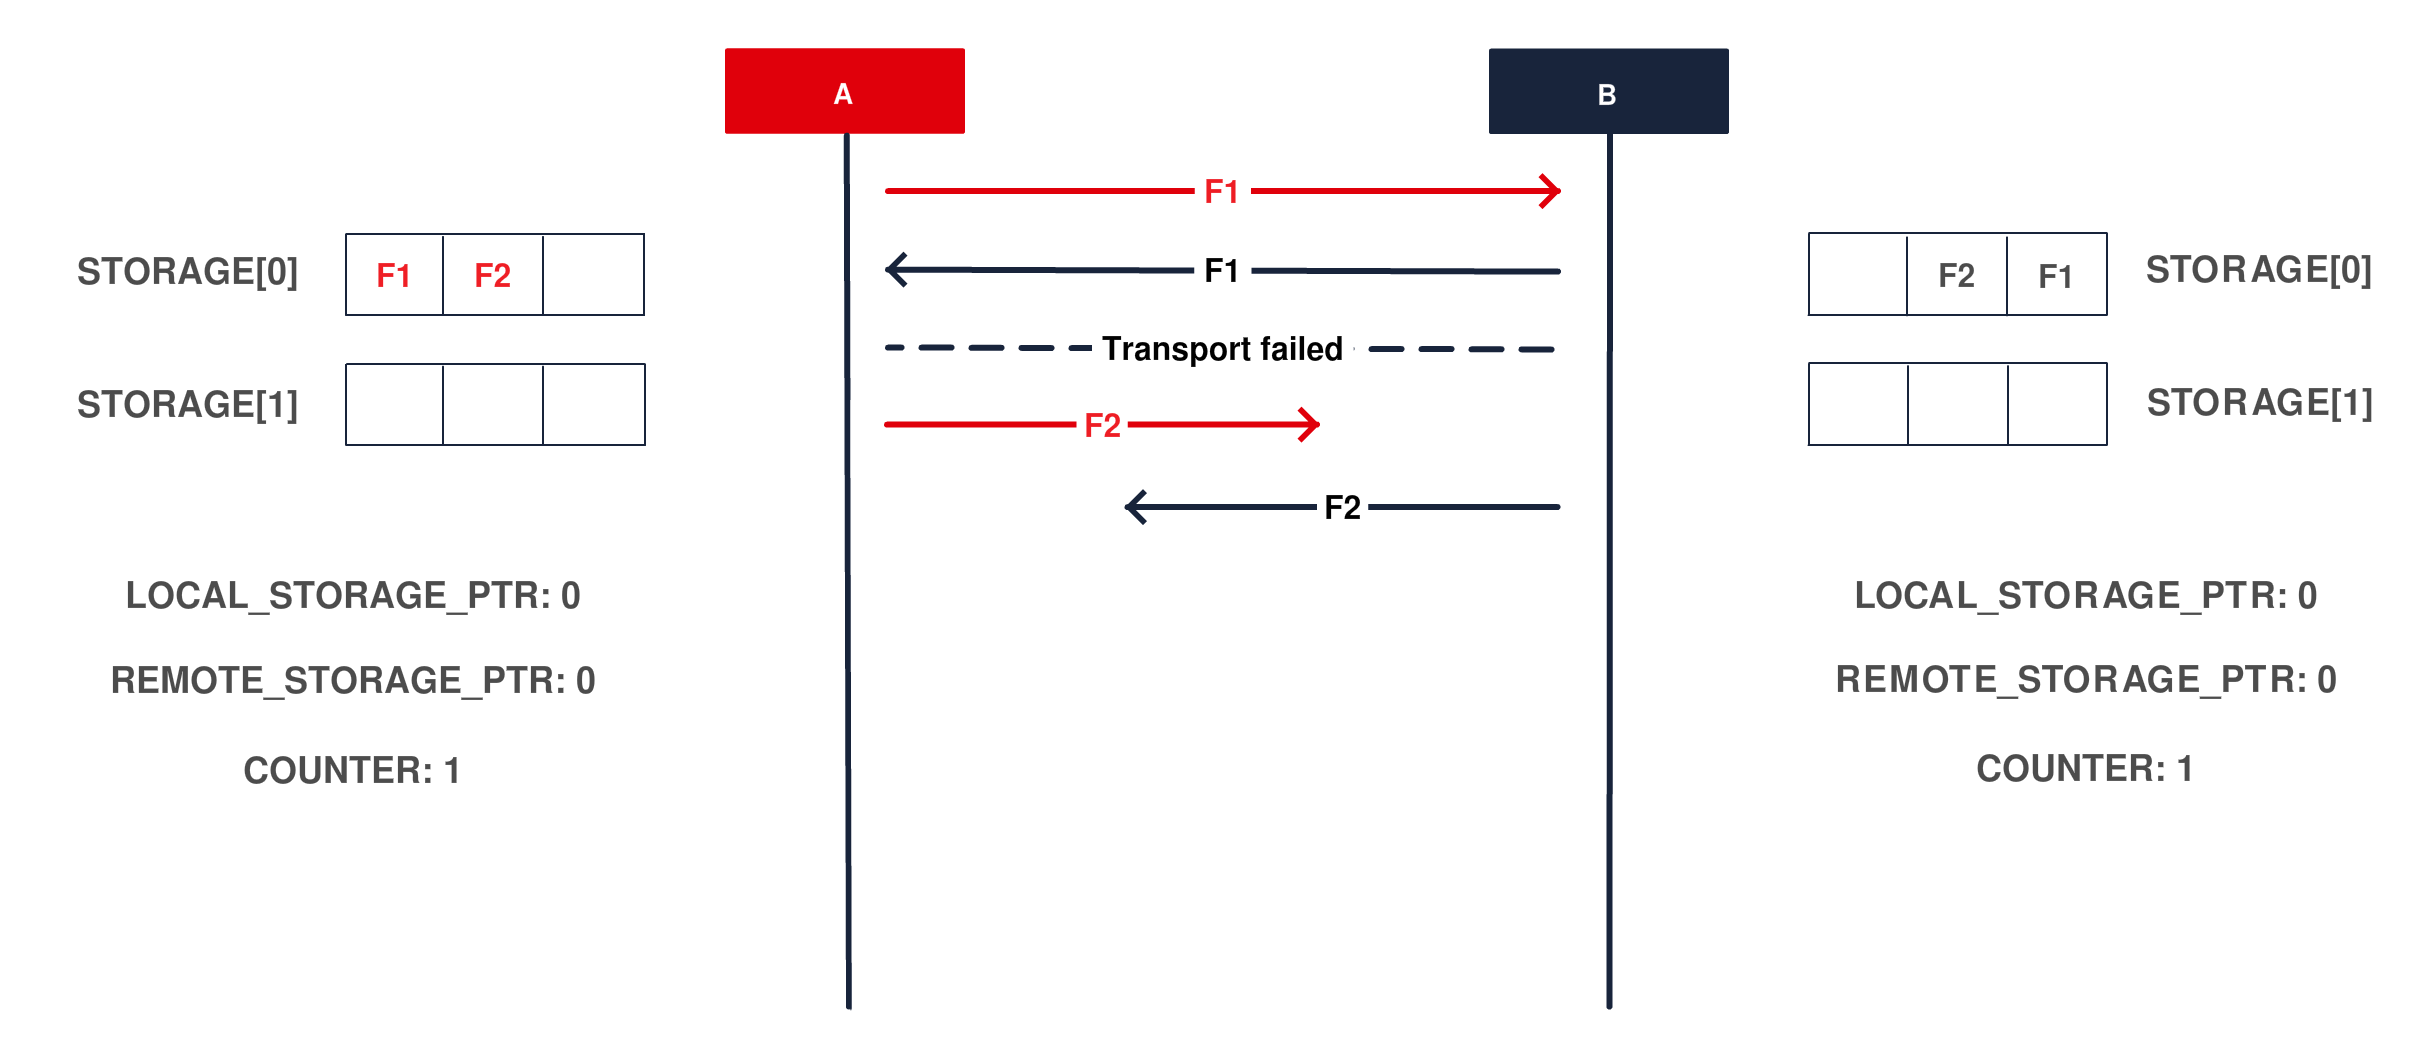 A
B
F1
F1
Transport failed
F2
F2
STORAGE[0]
F1 F2
STORAGE[1]
LOCAL_STORAGE_PTR: 0
REMOTE_STORAGE_PTR: 0
COUNTER: 1
F2 F1
STORAGE[0]
STORAGE[1]
LOCAL_STORAGE_PTR: 0
REMOTE_STORAGE_PTR: 0
COUNTER: 1